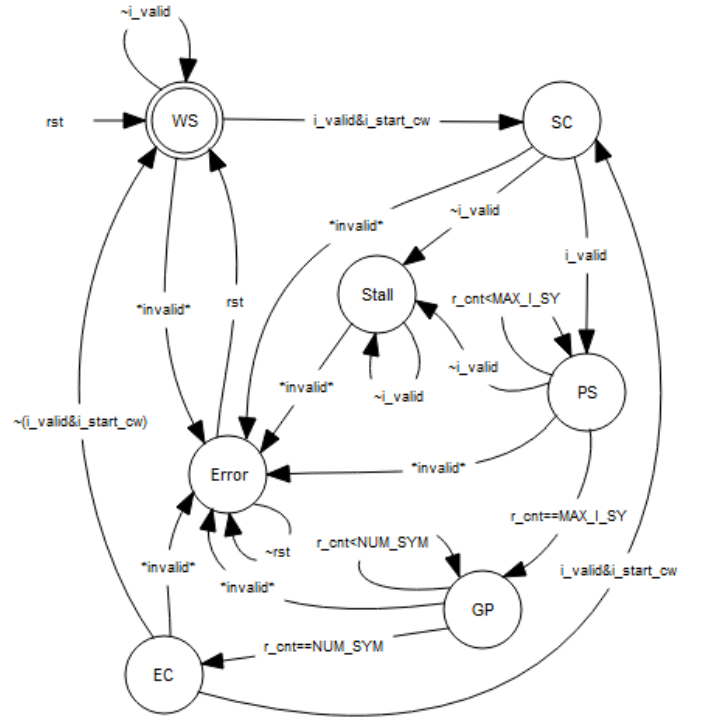 ~i_valid
rst
WS
i_valid&i_start_cw
SC
~i_valid
*invalid*
i_valid
Stall
r_cnt<MAX_I_SY
*invalid*
rst
~i_valid
*invalid*
~i_valid
PS
~(i_valid&i_start_cw)
Error
*invalid*
r_cnt==MAX_I_SY
r_cnt<NUM_SYM
~rst
*invalid*
i_valid&i_start_cw
*invalid*
GP
r_cnt==NUM_SYM
EC